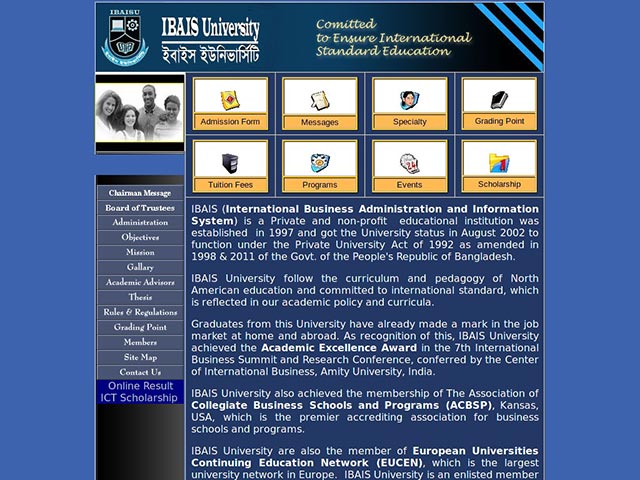 IBAISU
IBAIS University
ইবাইস ইউনিভার্সিটি
Comitted
to Ensure International
Standard Education
Admission Form
Messages
Specialty
Grading Point
Tuition Fees
Programs
Events
Scholarship
Chairman Message
Board of Trustees
Administration
Objectives
Mission
Gallary
Academic Advisors
Thesis
Rules & Regulations
Grading Point
Members
Site Map
Contact Us
Online Result
ICT Scholarship
IBAIS (International Business Administration and Information
System) is a Private and non-profit educational institution was
established in 1997 and got the University status in August 2002 to
function under the Private University Act of 1992 as amended in
1998 & 2011 of the Govt. of the People's Republic of Bangladesh.
IBAIS University follow the curriculum and pedagogy of North
American education and committed to international standard, which
is reflected in our academic policy and curricula.
Graduates from this University have already made a mark in the job
market at home and abroad. As recognition of this, IBAIS University
achieved the Academic Excellence Award in the 7th International
Business Summit and Research Conference, conferred by the Center
of International Business, Amity University, India.
IBAIS University also achieved the membership of The Association of
Collegiate Business Schools and Programs (ACBSP), Kansas,
USA, which is the premier accrediting association for business
schools and programs.
IBAIS University are also the member of European Universities
Continuing Education Network (EUCEN), which is the largest
university network in Europe. IBAIS University is an enlisted member